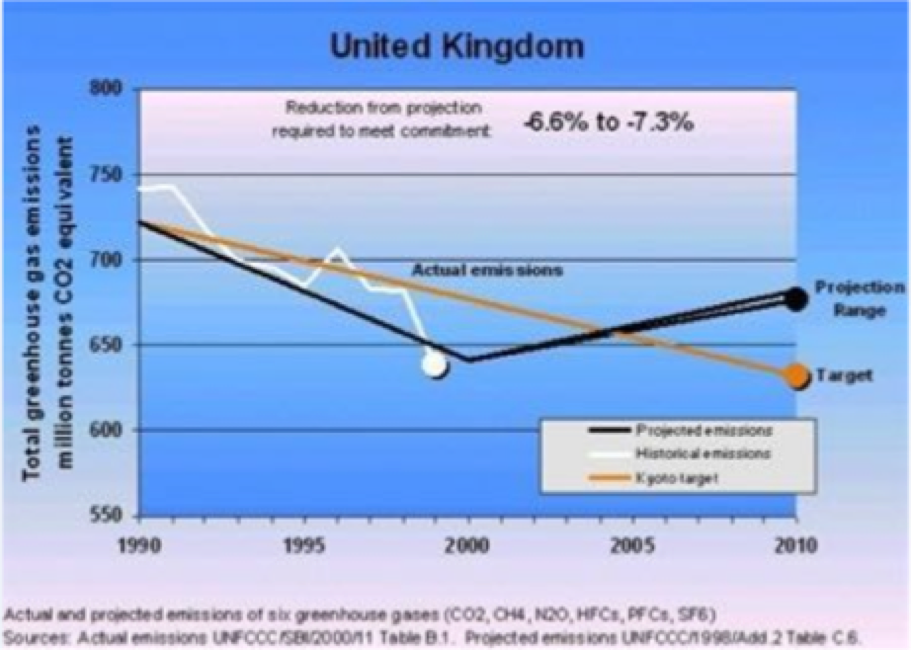 United Kingdom
800
Reduction from projection
required to meet commitment:
-6.6% to -7.3%
Total greenhouse gas emissions
million tonnes CO2 equivalent
750
700
Actual emissions
Projection
Range
650
Target
600
Projected emissions
Historical emissions
Kyoto target
550
1990
1995
2000
2005
2010
Actual and projected emissions of six greenhouse gases (CO2, CH4, N2O, HFCs, PFCs, SF6)
Sources: Actual emissions UNFCCC/SBI/2000/11 Table B.1. Projected emissions UNFCCC/1998/Add.2 Table C.6.